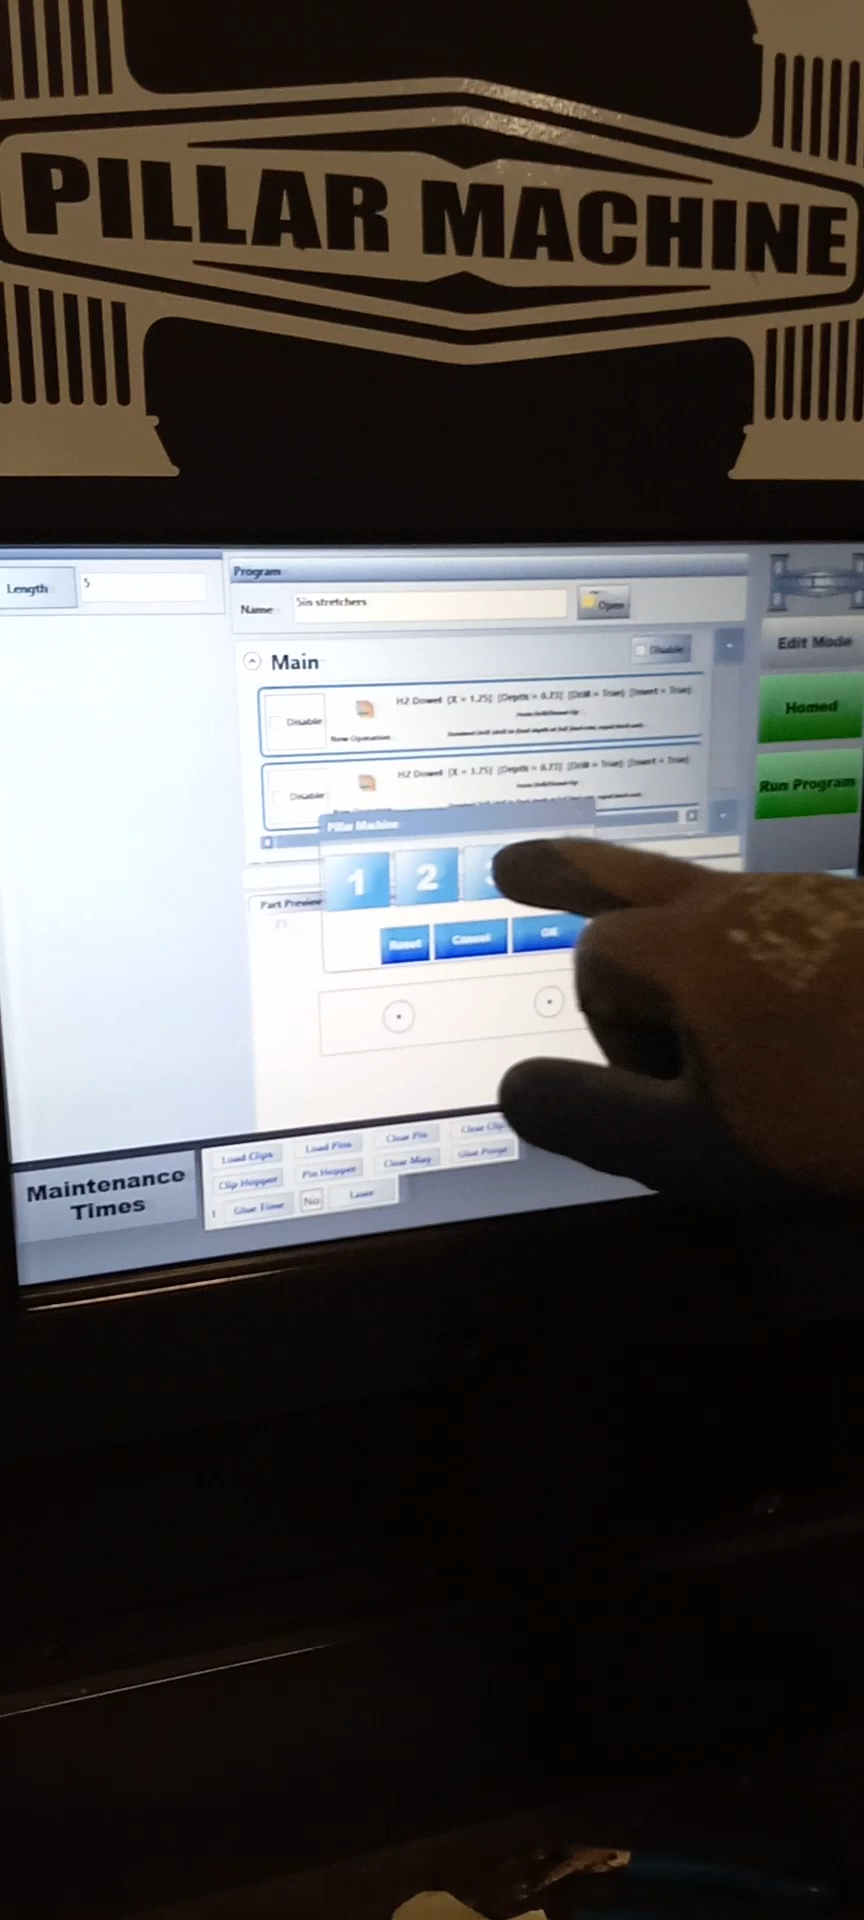 PILLAR MACHINE
Length 5
Program
Name 5in stretchers Open
Edit Mode
Main Disable
Homed
Disable H2 Dowel [X = 1.25] [Depth = 0.73] [Drill = True] [Insert = True]
New Operation
Run Program
Disable H2 Dowel [X = 3.75] [Depth = 0.73] [Drill = True] [Insert = True]
Pillar Machine
1 2
Part Preview
Reset Cancel OK
Maintenance
Times
Load Clips Load Pins Clear Pin Clear Clip
Clip Hopper Pin Hopper Clear Mag Glue Purge
1 Glue Time No Laser